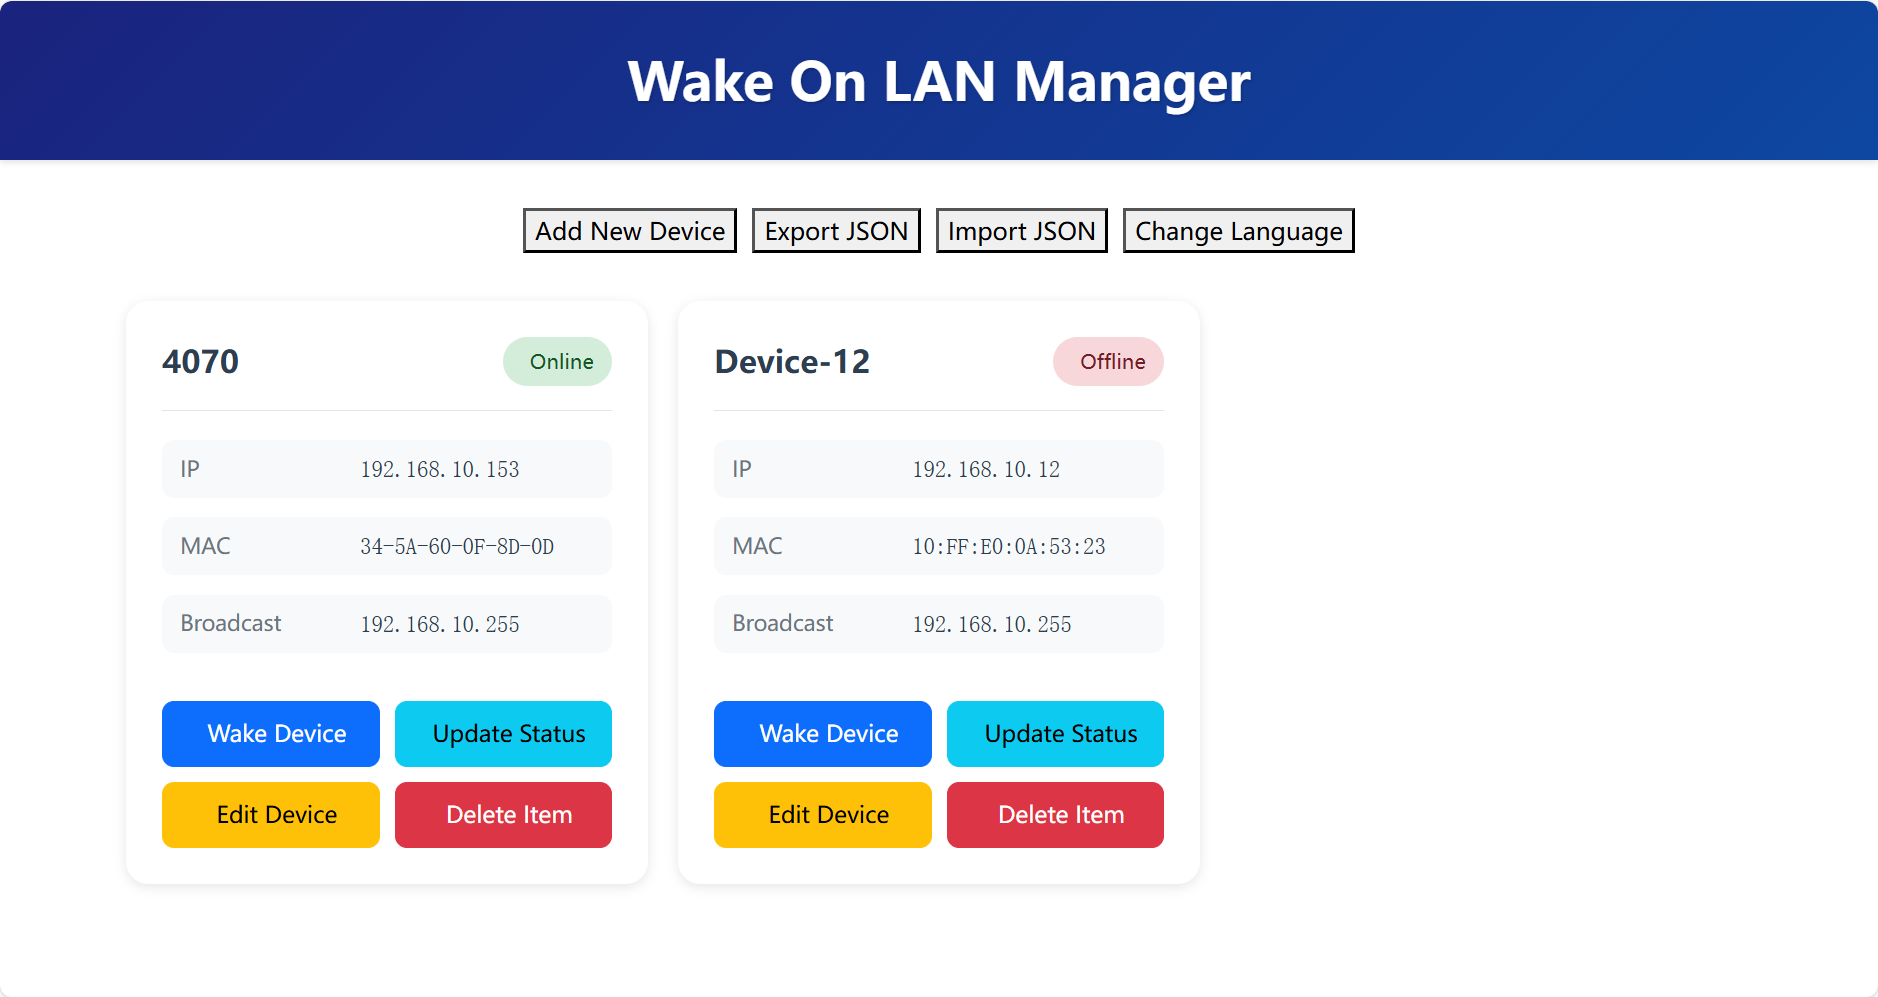 Wake On LAN Manager
Add New Device Export JSON Import JSON Change Language
4070 Online
IP 192.168.10.153
MAC 34-5A-60-0F-8D-0D
Broadcast 192.168.10.255
Wake Device Update Status
Edit Device Delete Item
Device-12 Offline
IP 192.168.10.12
MAC 10:FF:E0:0A:53:23
Broadcast 192.168.10.255
Wake Device Update Status
Edit Device Delete Item